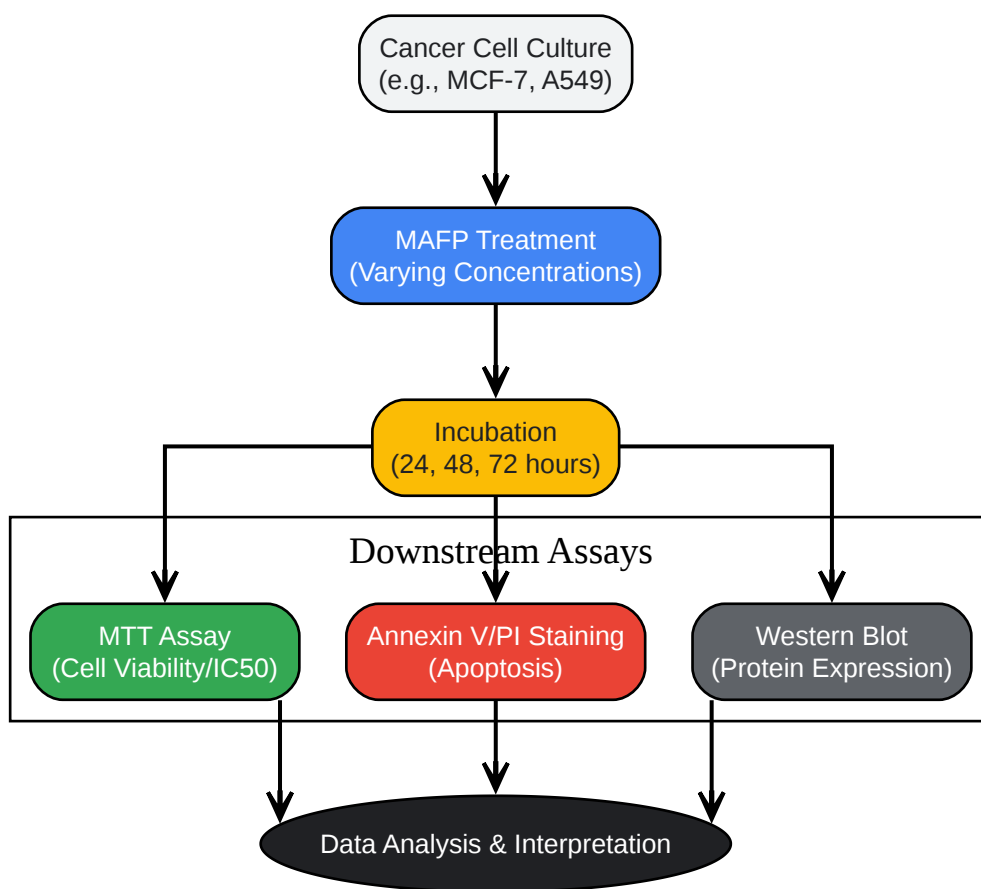 Cancer Cell Culture
(e.g., MCF-7, A549)
MAFP Treatment
(Varying Concentrations)
Incubation
(24, 48, 72 hours)
Downstream Assays
MTT Assay
(Cell Viability/IC50)
Annexin V/PI Staining
(Apoptosis)
Western Blot
(Protein Expression)
Data Analysis & Interpretation